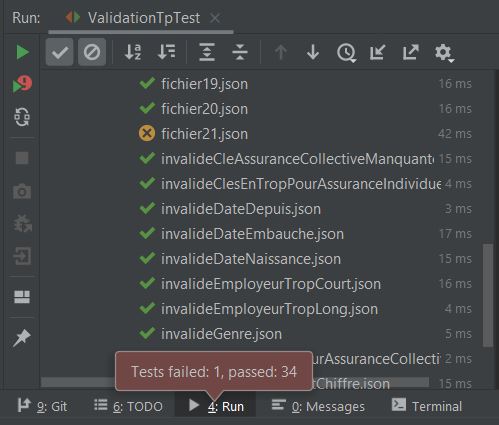 Run: ValidationTpTest
fichier19.json 16 ms
fichier20.json 16 ms
fichier21.json 42 ms
invalideCleAssuranceCollectiveManquant 15 ms
invalideClesEnTropPourAssuranceIndividue 4 ms
invalideDateDepuis.json 3 ms
invalideDateEmbauche.json 17 ms
invalideDateNaissance.json 15 ms
invalideEmployeurTropCourt.json 16 ms
invalideEmployeurTropLong.json 4 ms
invalideGenre.json 5 ms
urAssuranceCollecti 2 ms
Tests failed: 1, passed: 34
tChiffre.json 16 ms
9: Git 6: TODO 4: Run 0: Messages Terminal